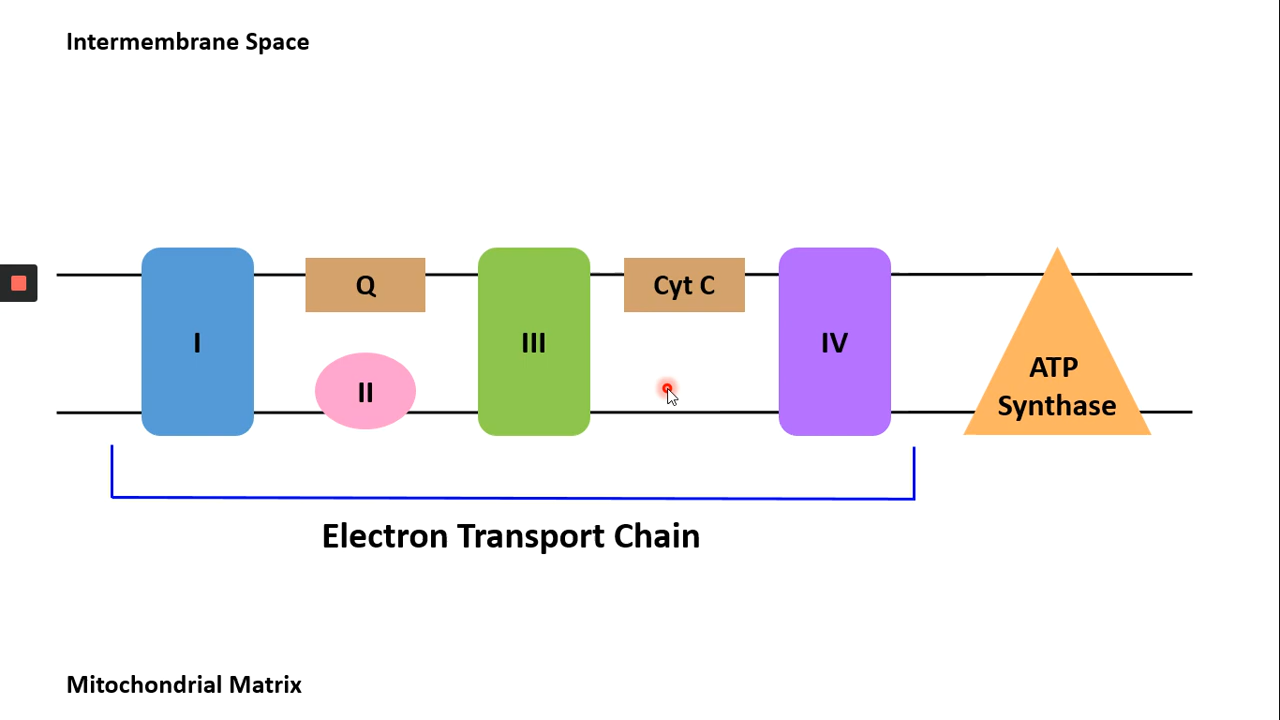 Intermembrane Space
I
Q
II
III
Cyt C
IV
ATP
Synthase
Electron Transport Chain
Mitochondrial Matrix